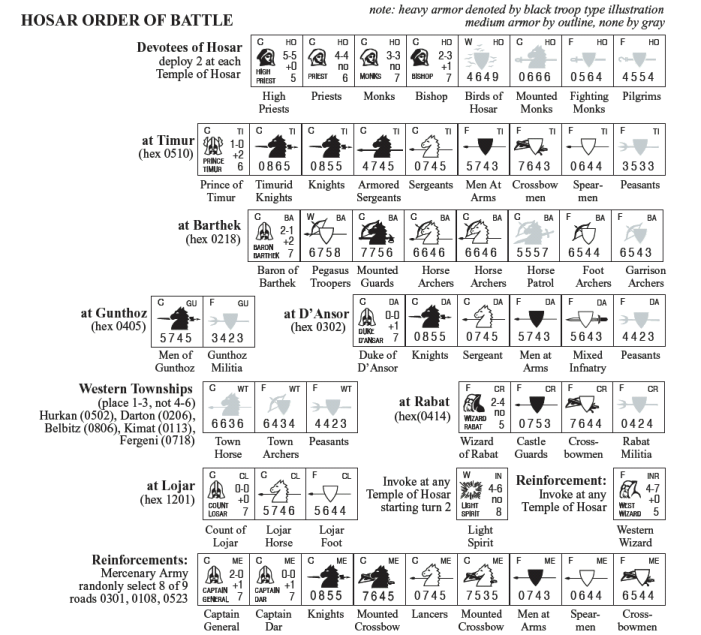 HOSAR ORDER OF BATTLE
note: heavy armor denoted by black troop type illustration
medium armor by outline, none by gray
Devotees of Hosar
deploy 2 at each
Temple of Hosar
G HO G HO G HO G HO W HO G HO F HO F HO
5-5 4-4 3-3 2-3
+0 no no +1
HIGH PRIEST 5 PRIEST 6 MONKS 7 BISHOP 7 4649 0666 0564 4554
High Priests Priests Monks Bishop Birds of Hosar Mounted Monks Fighting Monks Pilgrims
at Timur
(hex 0510)
G TI G TI G TI G TI G TI F TI F TI F TI F TI
1-0
+2
PRINCE TIMUR 6 0865 0855 4745 0745 5743 7643 0644 3533
Prince of Timur Timurid Knights Knights Armored Sergeants Sergeants Men At Arms Crossbow men Spear- men Peasants
at Barthek
(hex 0218)
G BA W BA G BA G BA G BA G BA F BA F BA
2-1
+2
BARON BARTHEK 7 6758 7756 6646 6646 5557 6544 6543
Baron of Barthek Pegasus Troopers Mounted Guards Horse Archers Horse Archers Horse Patrol Foot Archers Garrison Archers
at Gunthoz
(hex 0405)
G GU F GU
5745 3423
Men of Gunthoz Gunthoz Militia
at D'Ansor
(hex 0302)
G DA G DA G DA F DA F DA F DA
0-0
+1
DUKE D'ANSAR 7 0855 0745 5743 5643 4423
Duke of D'Ansor Knights Sergeant Men at Arms Mixed Infnatry Peasants
Western Townships
(place 1-3, not 4-6)
Hurkan (0502), Darton (0206),
Belbitz (0806), Kimat (0113),
Fergeni (0718)
G WT F WT F WT
6636 6434 4423
Town Horse Town Archers Peasants
at Rabat
(hex(0414)
F CR F CR F CR F CR
2-4
no
WIZARD RABAT 5 0753 7644 0424
Wizard of Rabat Castle Guards Cross- bowmen Rabat Militia
at Lojar
(hex 1201)
G CL G CL F CL
0-0
+0
COUNT LOGAR 7 5746 5644
Count of Lojar Lojar Horse Lojar Foot
Invoke at any
Temple of Hosar
starting turn 2
W IN
4-6
no
LIGHT SPIRIT 8
Light Spirit
Reinforcement:
Invoke at any
Temple of Hosar
F INR
4-7
+0
WEST WIZARD 5
Western Wizard
Reinforcements:
Mercenary Army
randomly select 8 of 9
roads 0301, 0108, 0523
G ME G ME G ME G ME G ME G ME F ME F ME F ME
2-0 0-0
+1 +1
CAPTAIN GENERAL 7 CAPTAIN DAR 7 0855 7645 0745 7535 0743 0644 6544
Captain General Captain Dar Knights Mounted Crossbow Lancers Mounted Crossbow Men at Arms Spear- men Cross- bowmen